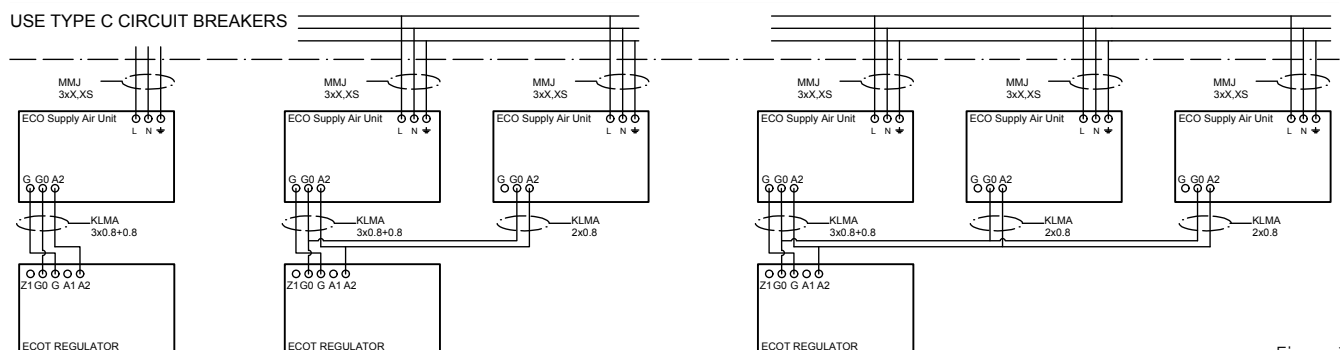 USE TYPE C CIRCUIT BREAKERS
MMJ
3xX,XS
MMJ
3xX,XS
MMJ
3xX,XS
MMJ
3xX,XS
MMJ
3xX,XS
MMJ
3xX,XS
ECO Supply Air Unit
L N
ECO Supply Air Unit
L N
ECO Supply Air Unit
L N
ECO Supply Air Unit
L N
ECO Supply Air Unit
L N
ECO Supply Air Unit
L N
G G0 A2
G G0 A2
G G0 A2
G G0 A2
G G0 A2
G G0 A2
KLMA
3x0.8+0.8
KLMA
3x0.8+0.8
KLMA
2x0.8
KLMA
3x0.8+0.8
KLMA
2x0.8
KLMA
2x0.8
Z1 G0 G A1 A2
Z1 G0 G A1 A2
Z1 G0 G A1 A2
ECOT REGULATOR
ECOT REGULATOR
ECOT REGULATOR